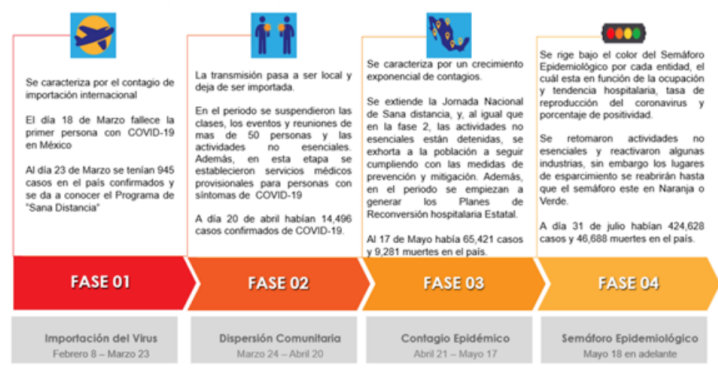 Se caracteriza por el contagio de
importación internacional
El día 18 de Marzo fallece la
primer persona con COVID-19
en México
Al día 23 de Marzo se tenían 945
casos en el país confirmados y
se da a conocer el Programa de
"Sana Distancia"
FASE 01
Importación del Virus
Febrero 8 – Marzo 23
La transmisión pasa a ser local y
deja de ser importada.
En el periodo se suspendieron las
clases, los eventos y reuniones de
mas de 50 personas y las
actividades no esenciales.
Además, en esta etapa se
establecieron servicios médicos
provisionales para personas con
síntomas de COVID-19
A día 20 de abril habían 14,496
casos confirmados de COVID-19.
FASE 02
Dispersión Comunitaria
Marzo 24 – Abril 20
Se caracteriza por un crecimiento
exponencial de contagios.
Se extiende la Jornada Nacional
de Sana distancia, y, al igual que
en la fase 2, las actividades no
esenciales están detenidas, se
exhorta a la población a seguir
cumpliendo con las medidas de
prevención y mitigación. Además,
en el periodo se empiezan a
generar los Planes de
Reconversión hospitalaria Estatal.
Al 17 de Mayo había 65,421 casos
y 9,281 muertes en el país.
FASE 03
Contagio Epidémico
Abril 21 – Mayo 17
Se rige bajo el color del Semáforo
Epidemiológico por cada entidad, el
cuál esta en función de la ocupación
y tendencia hospitalaria, tasa de
reproducción del coronavirus y
porcentaje de positividad.
Se retomaron actividades no
esenciales y reactivaron algunas
industrias, sin embargo los lugares
de esparcimiento se reabrirán hasta
que el semáforo este en Naranja o
Verde.
A día 31 de julio habían 424,628
casos y 46,688 muertes en el país.
FASE 04
Semáforo Epidemiológico
Mayo 18 en adelante